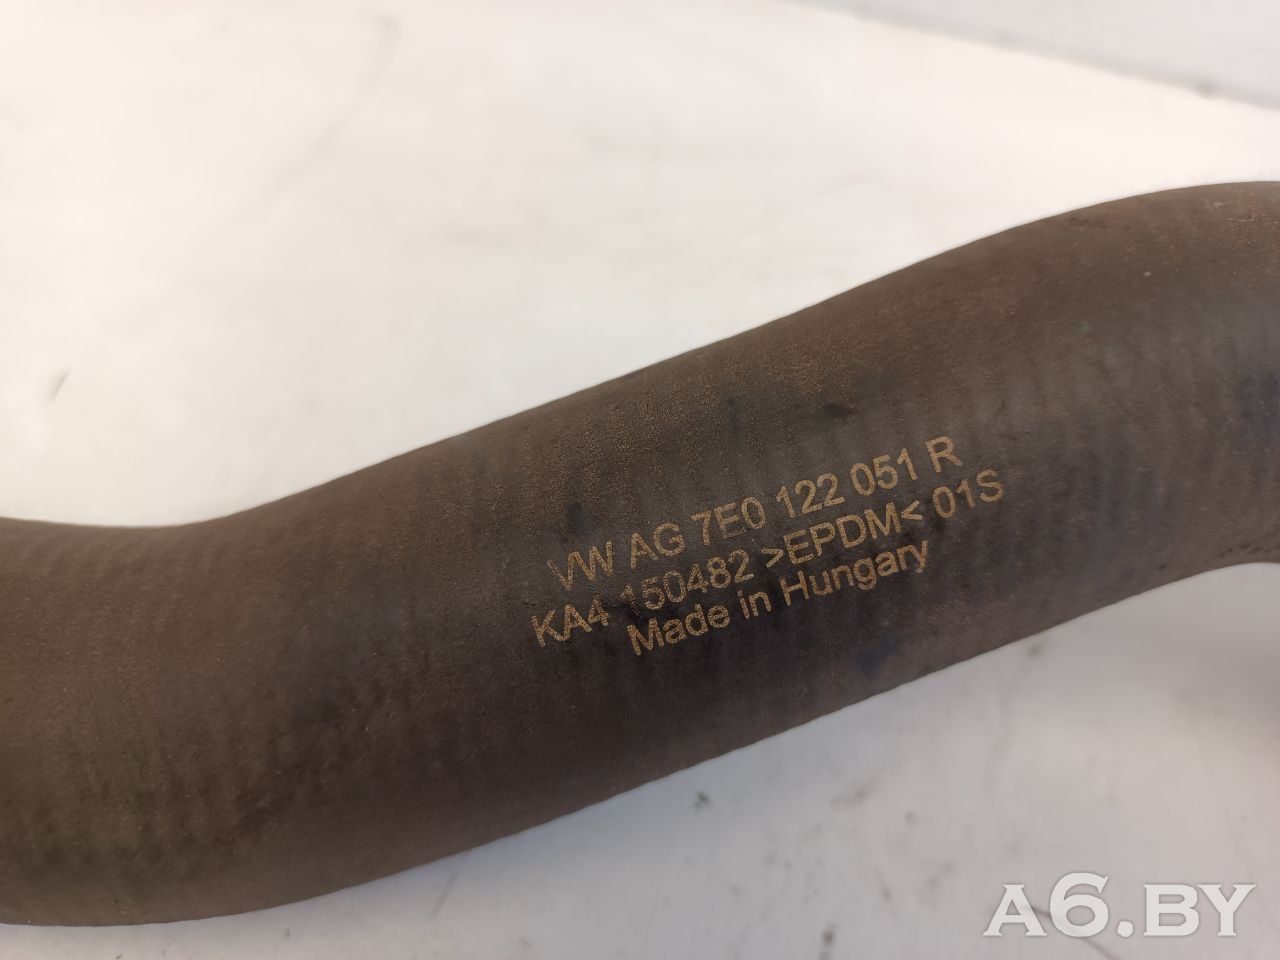 VW AG 7E0 122 051 R
KA4 150482 >EPDM< 01S
Made in Hungary
A6.BY